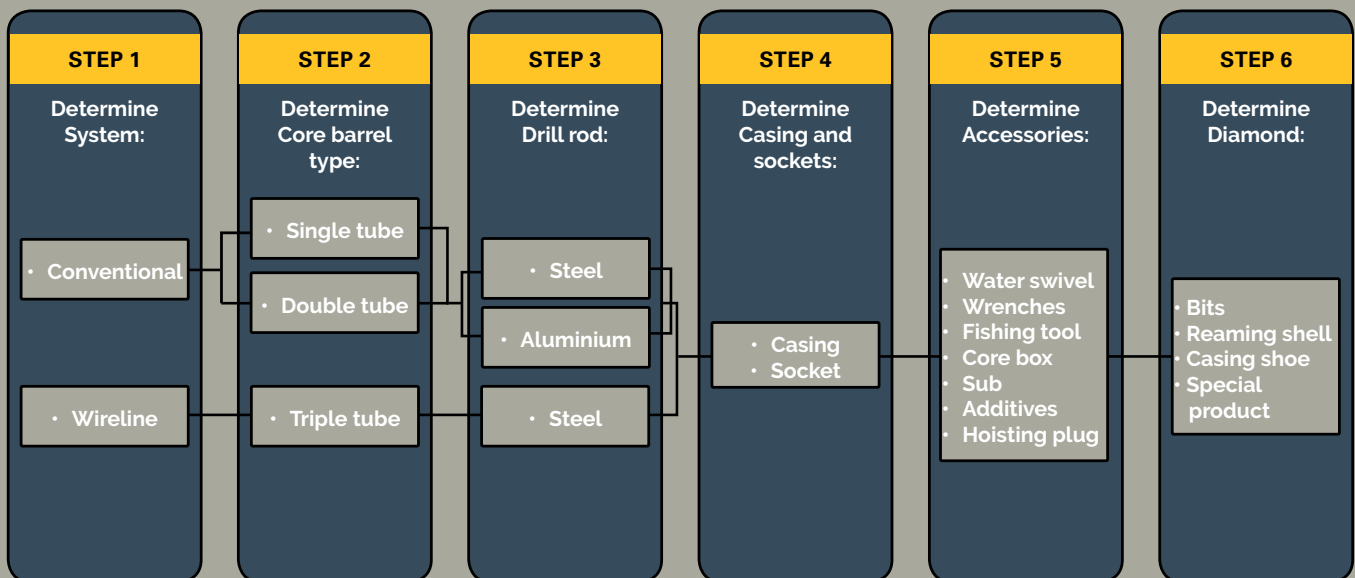 STEP 1
Determine
System:
• Conventional
• Wireline
STEP 2
Determine
Core barrel
type:
• Single tube
• Double tube
• Triple tube
STEP 3
Determine
Drill rod:
• Steel
• Aluminium
• Steel
STEP 4
Determine
Casing and
sockets:
• Casing
• Socket
STEP 5
Determine
Accessories:
• Water swivel
• Wrenches
• Fishing tool
• Core box
• Sub
• Additives
• Hoisting plug
STEP 6
Determine
Diamond:
• Bits
• Reaming shell
• Casing shoe
• Special
product